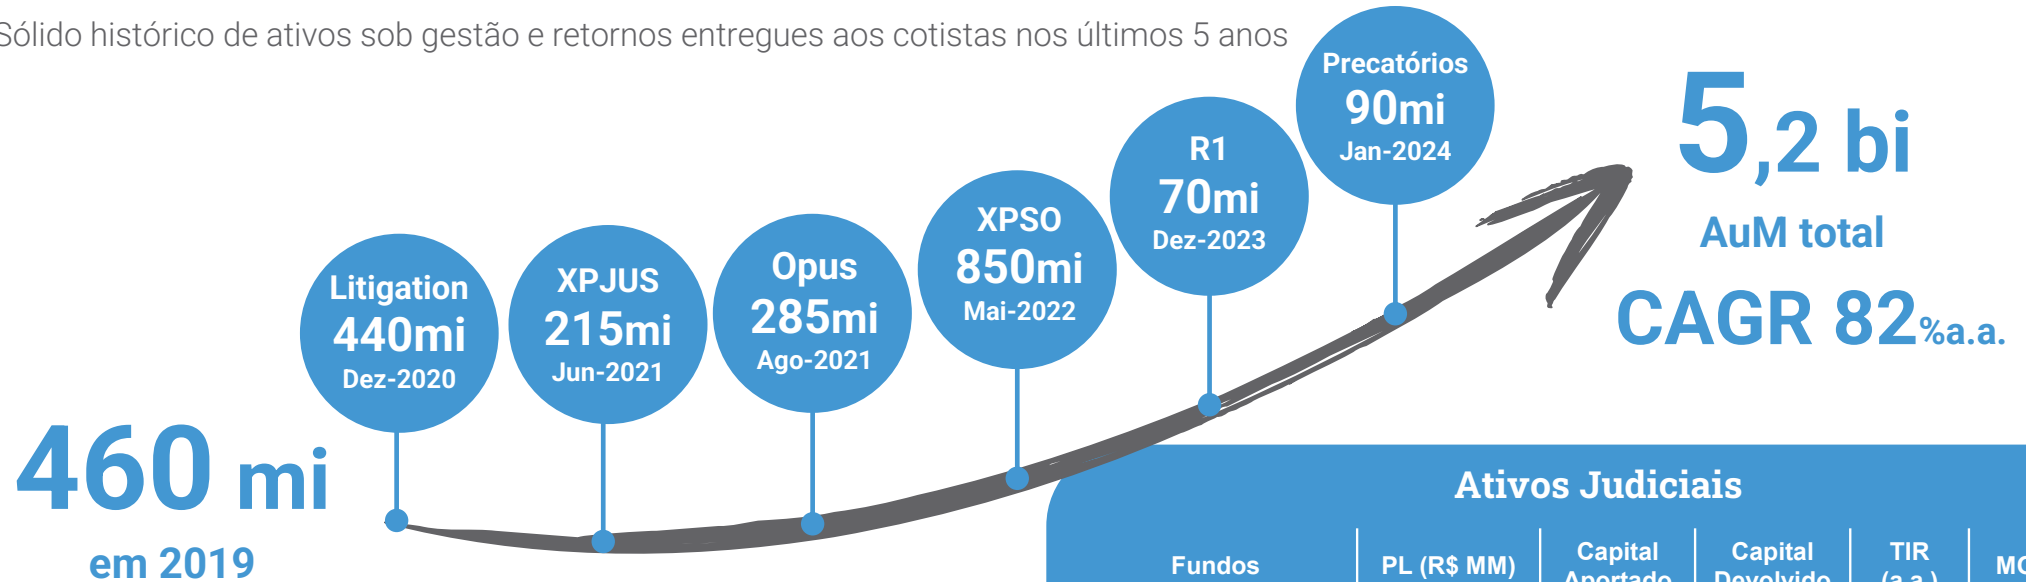 Sólido histórico de ativos sob gestão e retornos entregues aos cotistas nos últimos 5 anos
460 mi
em 2019
Litigation
440mi
Dez-2020
XPJUS
215mi
Jun-2021
Opus
285mi
Ago-2021
XPSO
850mi
Mai-2022
R1
70mi
Dez-2023
Precatórios
90mi
Jan-2024
5,2 bi
AuM total
CAGR 82%a.a.
Ativos Judiciais
Fundos
PL (R$ MM)
Capital
Aportado
Capital
Devolvido
TIR
(a.a.)